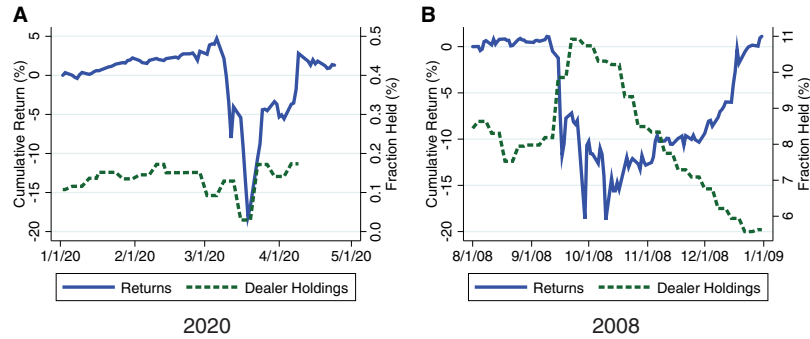 A
Cumulative Return (%)
5
0
-5
-10
-15
-20
Fraction Held (%)
0.5
0.4
0.3
0.2
0.1
0.0
1/1/20 2/1/20 3/1/20 4/1/20 5/1/20
Returns Dealer Holdings
2020
B
Cumulative Return (%)
0
-5
-10
-15
-20
Fraction Held (%)
11
10
9
8
7
6
8/1/08 9/1/08 10/1/08 11/1/08 12/1/08 1/1/09
Returns Dealer Holdings
2008